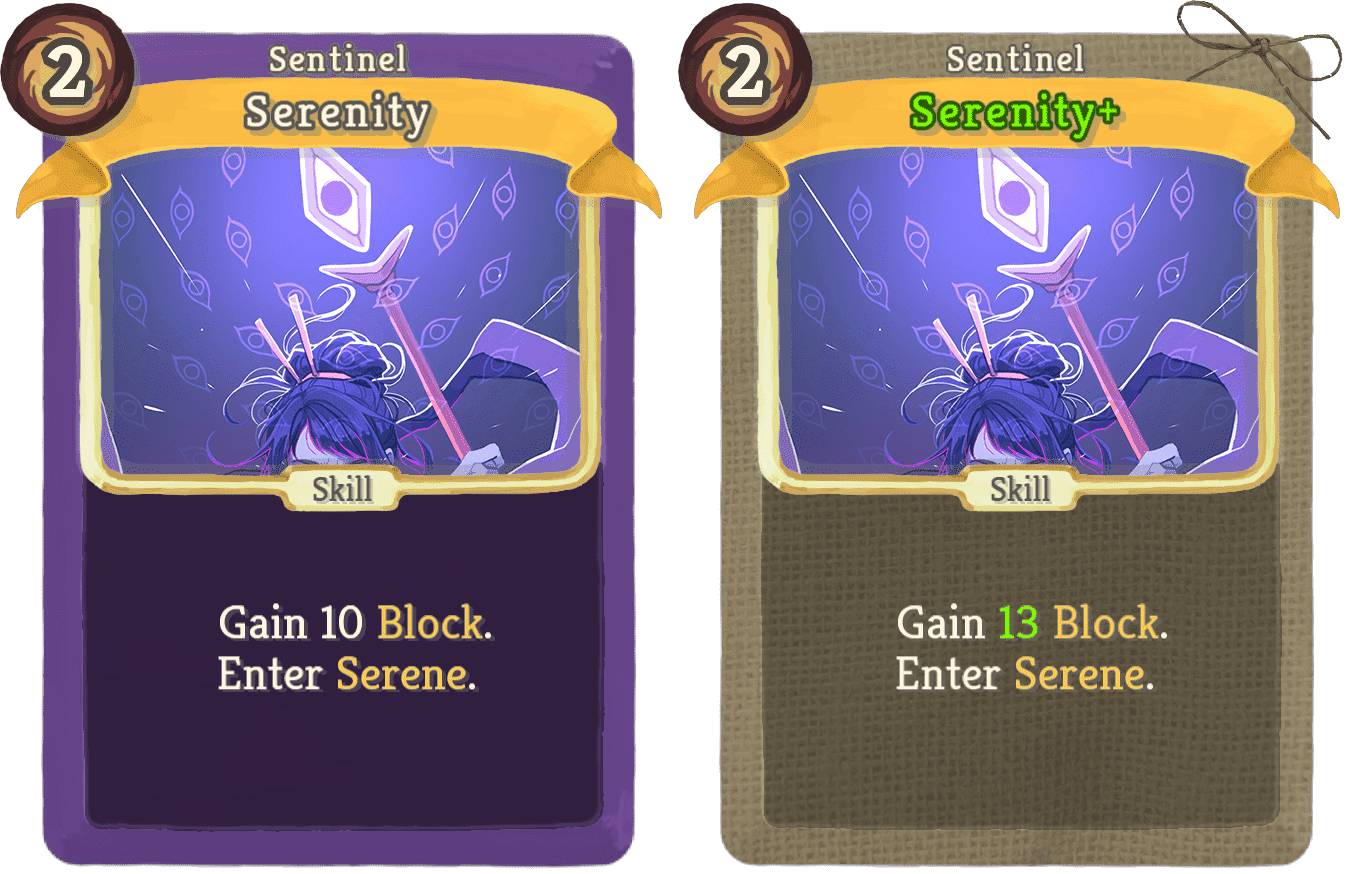 2
Sentinel
Serenity
Skill
Gain 10 Block.
Enter Serene.
2
Sentinel
Serenity+
Skill
Gain 13 Block.
Enter Serene.